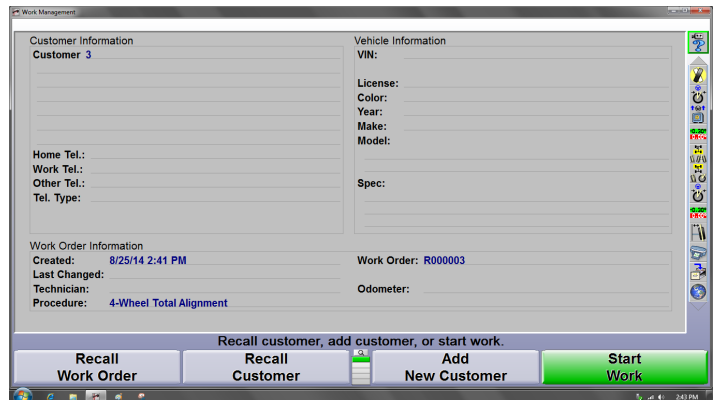 Work Management
Customer Information
Customer 3
Home Tel.:
Work Tel.:
Other Tel.:
Tel. Type:
Vehicle Information
VIN:
License:
Color:
Year:
Make:
Model:
Spec:
Work Order Information
Created: 8/25/14 2:41 PM
Last Changed:
Technician:
Procedure: 4-Wheel Total Alignment
Work Order: R000003
Odometer:
Recall customer, add customer, or start work.
Recall
Work Order
Recall
Customer
Add
New Customer
Start
Work
2:43 PM